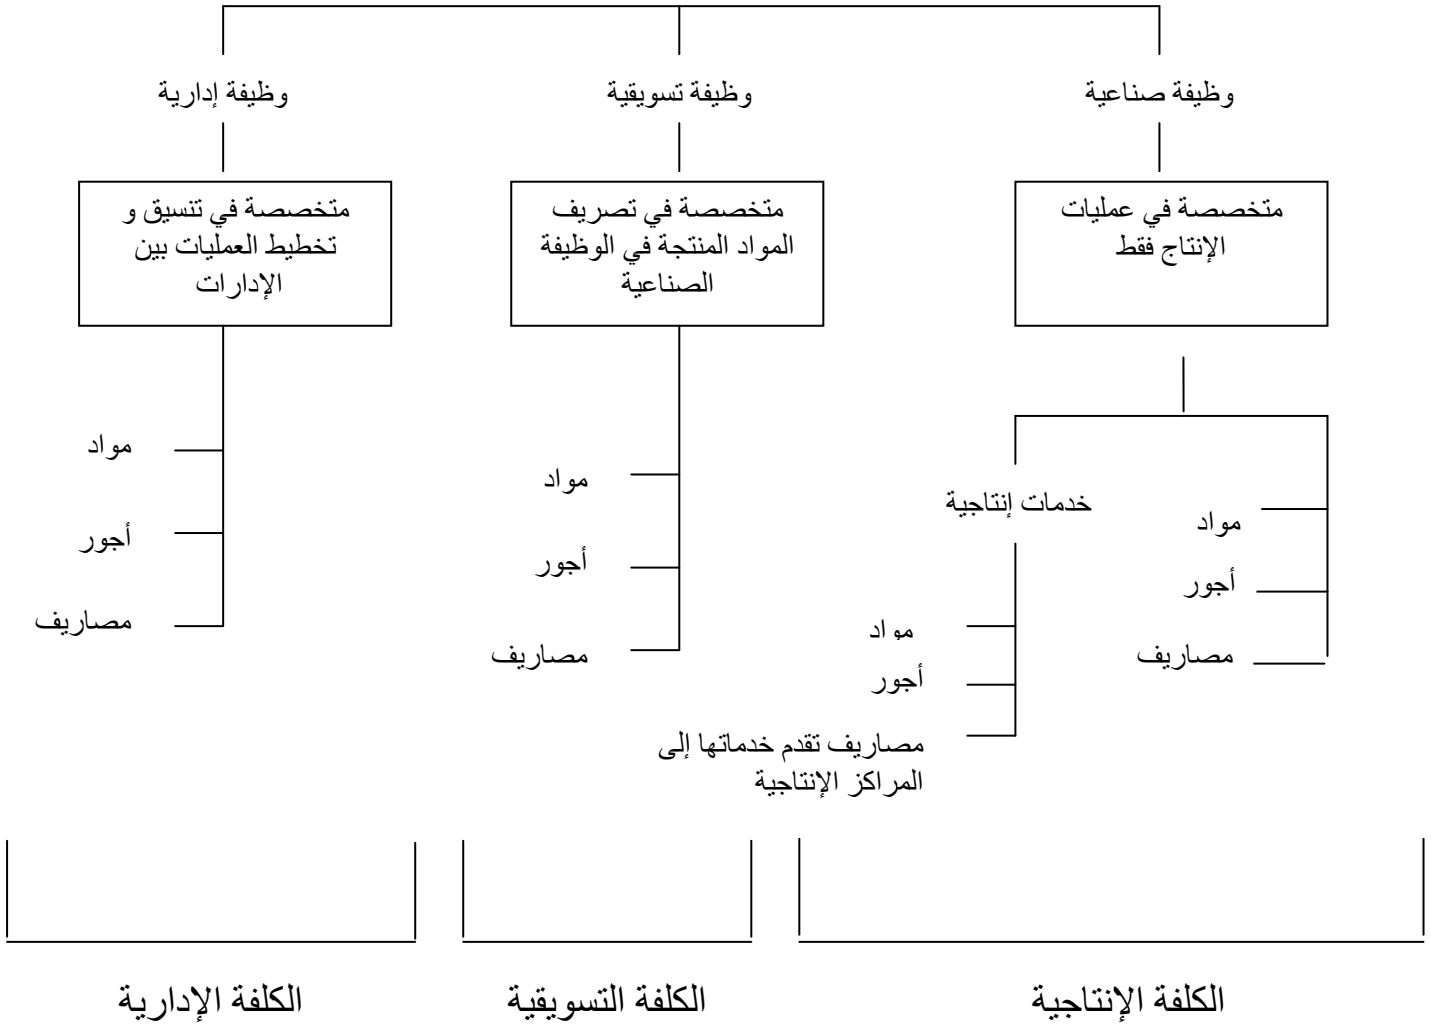 وظيفة صناعية
وظيفة تسويقية
وظيفة إدارية
متخصصة في عمليات
الإنتاج فقط
متخصصة في تصريف
المواد المنتجة في الوظيفة
الصناعية
متخصصة في تنسيق و
تخطيط العمليات بين
الإدارات
مواد
أجور
مصاريف
خدمات إنتاجية
مواد
أجور
مصاريف تقدم خدماتها إلى
المراكز الإنتاجية
مواد
أجور
مصاريف
مواد
أجور
مصاريف
الكلفة الإنتاجية
الكلفة التسويقية
الكلفة الإدارية